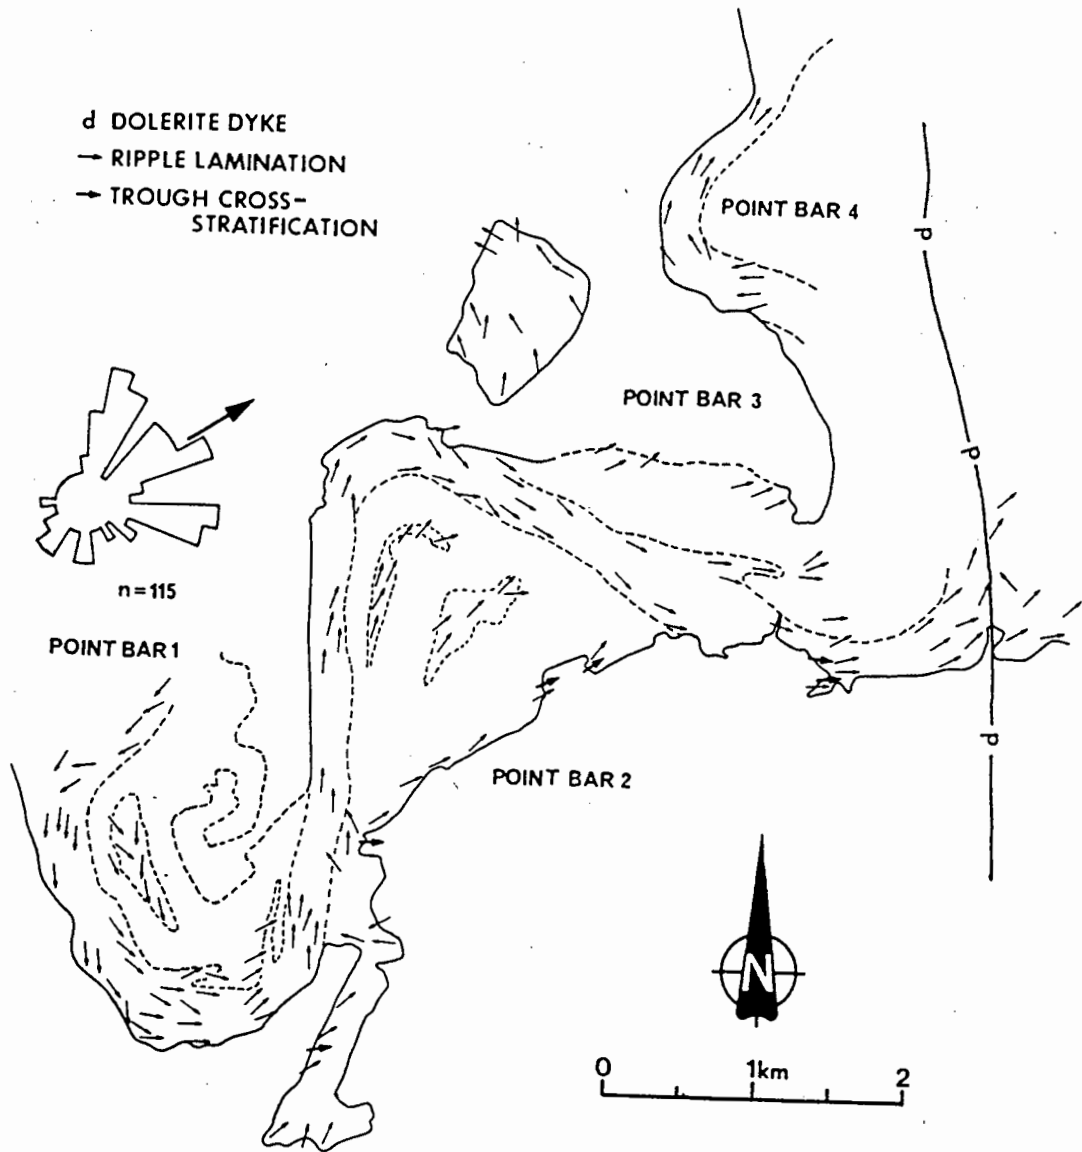 d DOLERITE DYKE
RIPPLE LAMINATION
TROUGH CROSS-
STRATIFICATION
POINT BAR 4
d
POINT BAR 3
d
n=115
POINT BAR 1
d
POINT BAR 2
N
0 1km 2